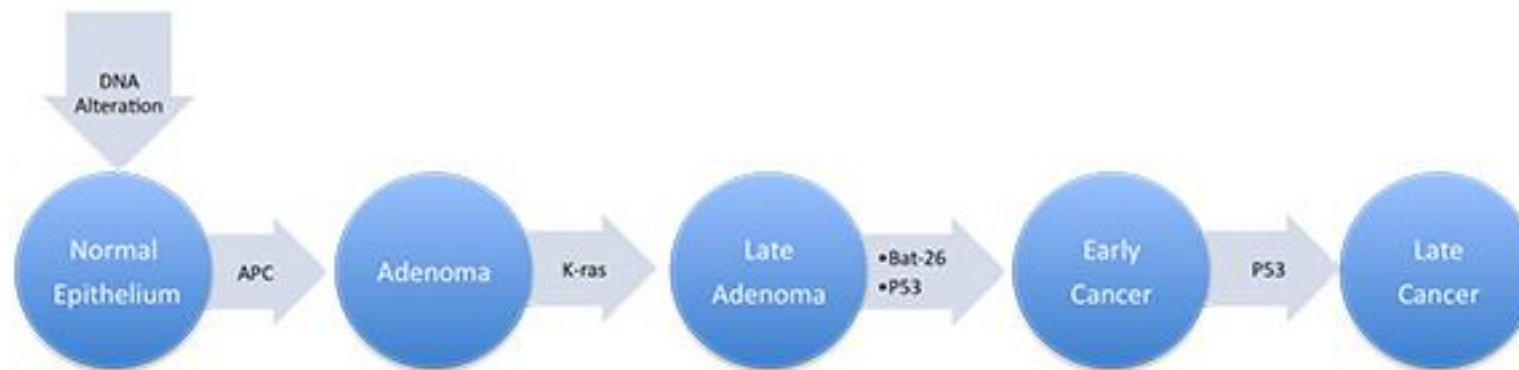 DNA
Alteration
Normal
Epithelium
APC
Adenoma
K-ras
Late
Adenoma
•Bat-26
•P53
Early
Cancer
P53
Late
Cancer